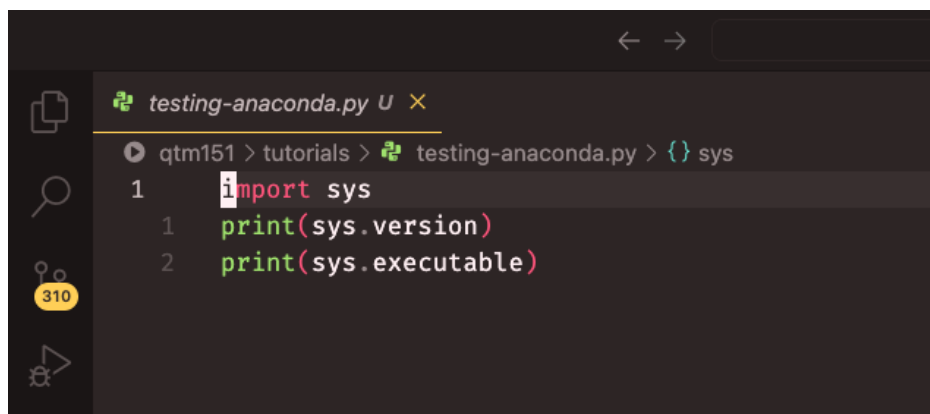 testing-anaconda.py U
qtm151 > tutorials > testing-anaconda.py > {} sys
1 import sys
1 print(sys.version)
2 print(sys.executable)
310